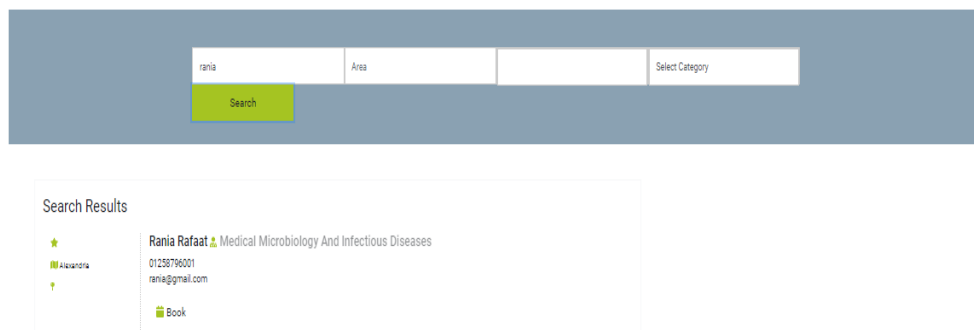 rania
Area
Select Category
Search
Search Results
Rania Rafaat Medical Microbiology And Infectious Diseases
Alexandria
01258796001
rania@gmail.com
Book